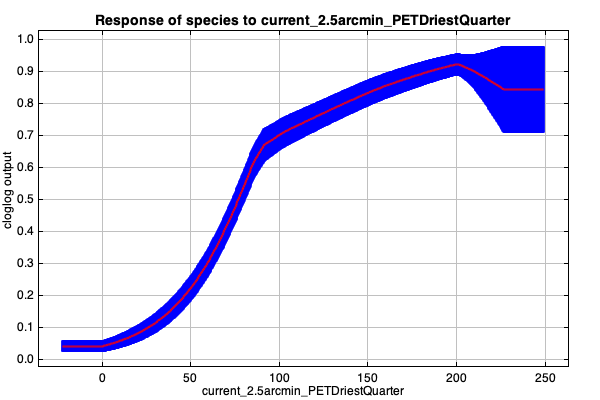 Response of species to current_2.5arcmin_PETDriestQuarter
1.0
0.9
0.8
0.7
0.6
0.5
0.4
0.3
0.2
0.1
0.0
cloglog output
0 50 100 150 200 250
current_2.5arcmin_PETDriestQuarter